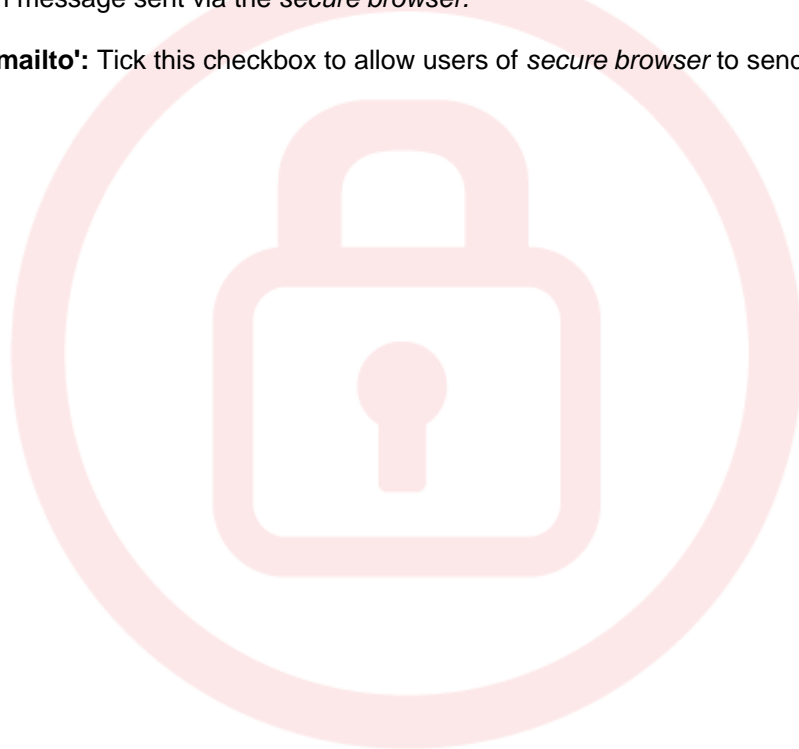 message sent via the secure browser.
mailto': Tick this checkbox to allow users of secure browser to send